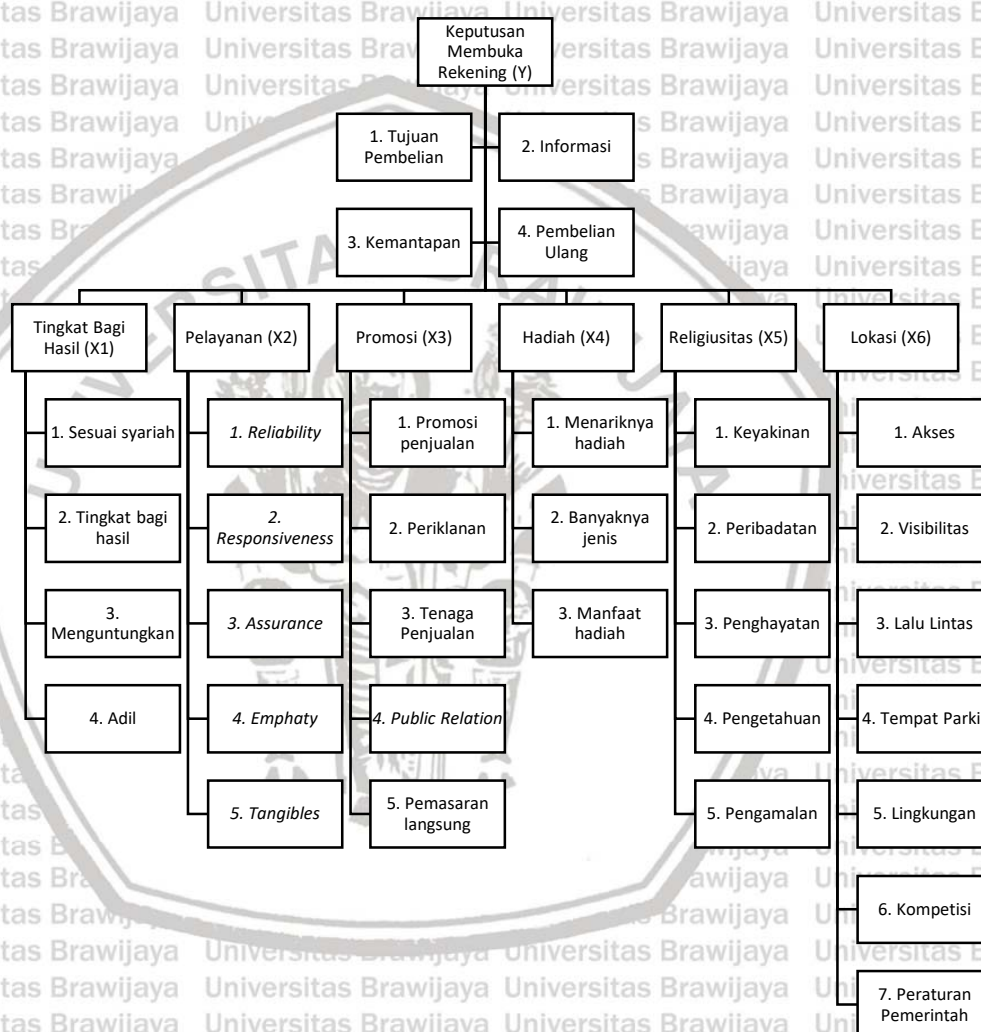 Keputusan
Membuka
Rekening (Y)
1. Tujuan
Pembelian
2. Informasi
3. Kemantapan
4. Pembelian
Ulang
Tingkat Bagi
Hasil (X1)
Pelayanan (X2)
Promosi (X3)
Hadiah (X4)
Religiusitas (X5)
Lokasi (X6)
1. Sesuai syariah
2. Tingkat bagi
hasil
3.
Menguntungkan
4. Adil
1. Reliability
2.
Responsiveness
3. Assurance
4. Emphaty
5. Tangibles
1. Promosi
penjualan
2. Periklanan
3. Tenaga
Penjualan
4. Public Relation
5. Pemasaran
langsung
1. Menariknya
hadiah
2. Banyaknya
jenis
3. Manfaat
hadiah
1. Keyakinan
2. Peribadatan
3. Penghayatan
4. Pengetahuan
5. Pengamalan
1. Akses
2. Visibilitas
3. Lalu Lintas
4. Tempat Parki
5. Lingkungan
6. Kompetisi
7. Peraturan
Pemerintah